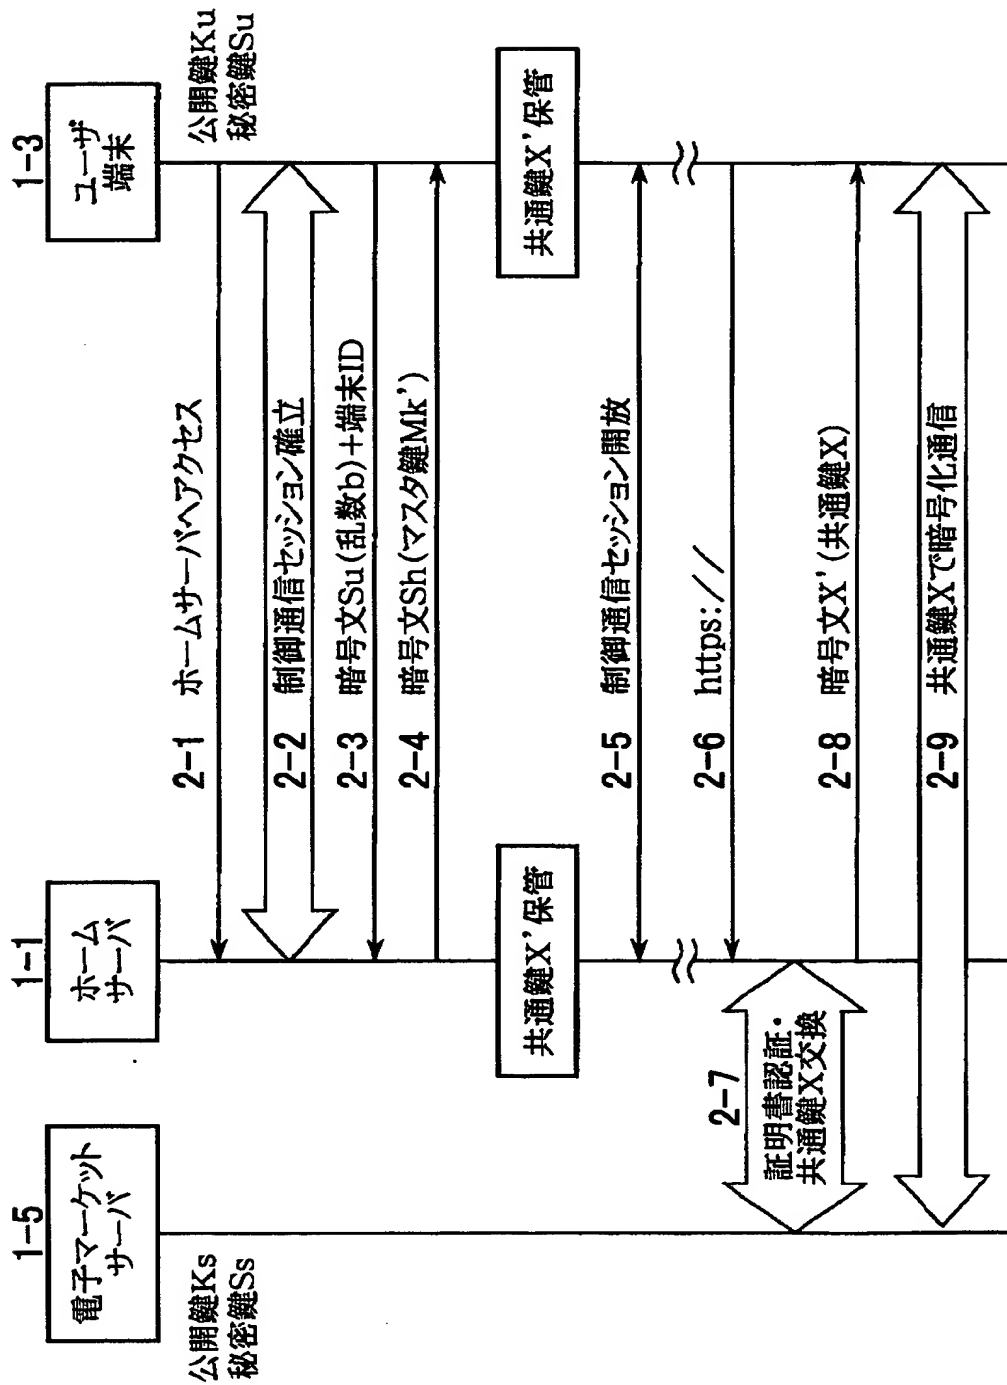 1-5
電子マーケット
サーバ
1-1
ホーム
サーバ
1-3
ユーザ
端末
公開鍵Ks
秘密鍵Ss
公開鍵Ku
秘密鍵Su
2-1 ホームサーバへアクセス
2-2 制御通信セッション確立
2-3 暗号文Su(乱数b)+端末ID
2-4 暗号文Sh(マスタ鍵Mk')
共通鍵X'保管
共通鍵X'保管
2-5 制御通信セッション開放
2-6 https://
2-7
証明書認証・
共通鍵X交換
2-8 暗号文X'(共通鍵X)
2-9 共通鍵Xで暗号化通信